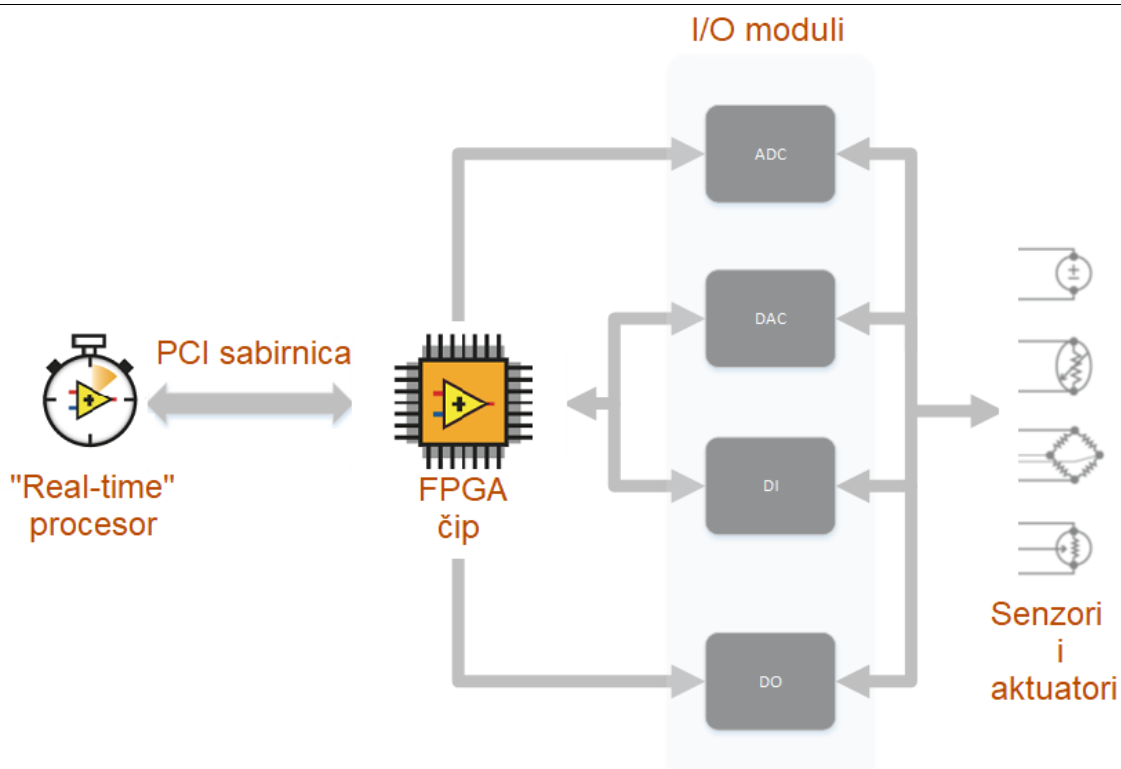 I/O moduli
ADC
DAC
PCI sabirnica
"Real-time"
procesor
FPGA
čip
DI
DO
Senzori
i
aktuatori